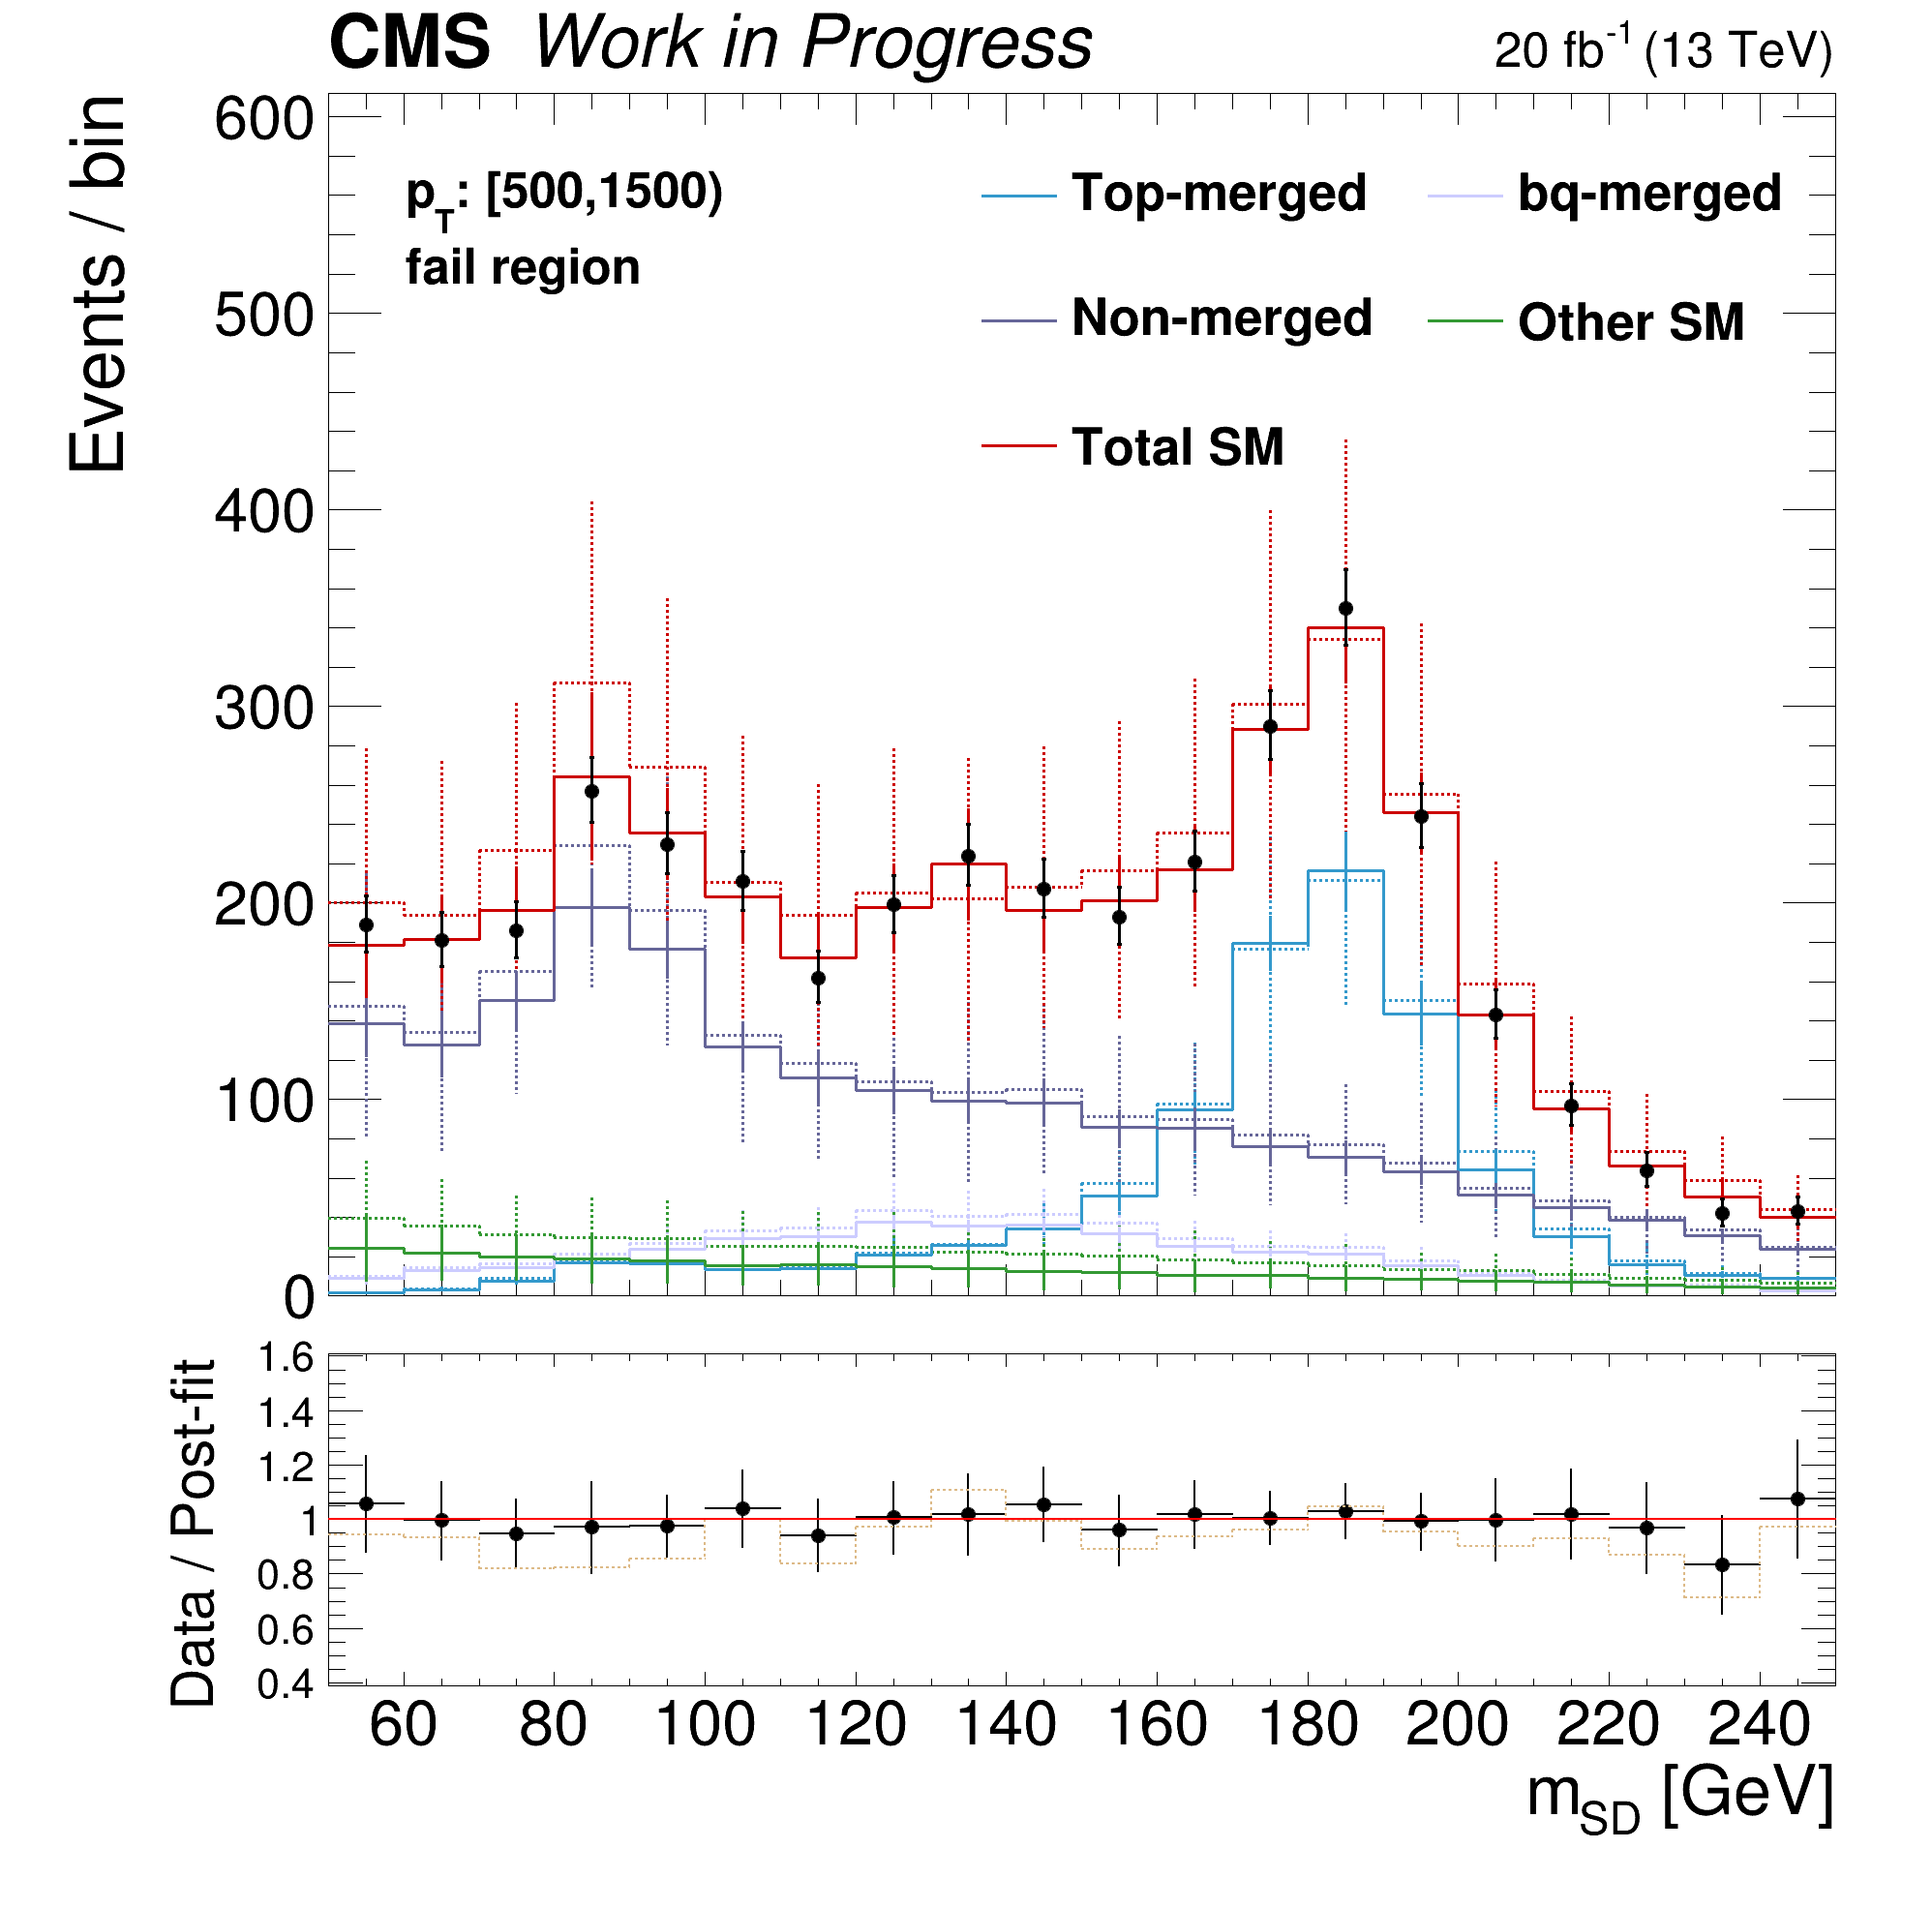 CMS Work in Progress 20 fb-1 (13 TeV)
Events / bin
600
500
400
300
200
100
0
pT: [500,1500)
fail region
Top-merged bq-merged
Non-merged Other SM
Total SM
Data / Post-fit
1.6
1.4
1.2
1
0.8
0.6
0.4
60 80 100 120 140 160 180 200 220 240
mSD [GeV]